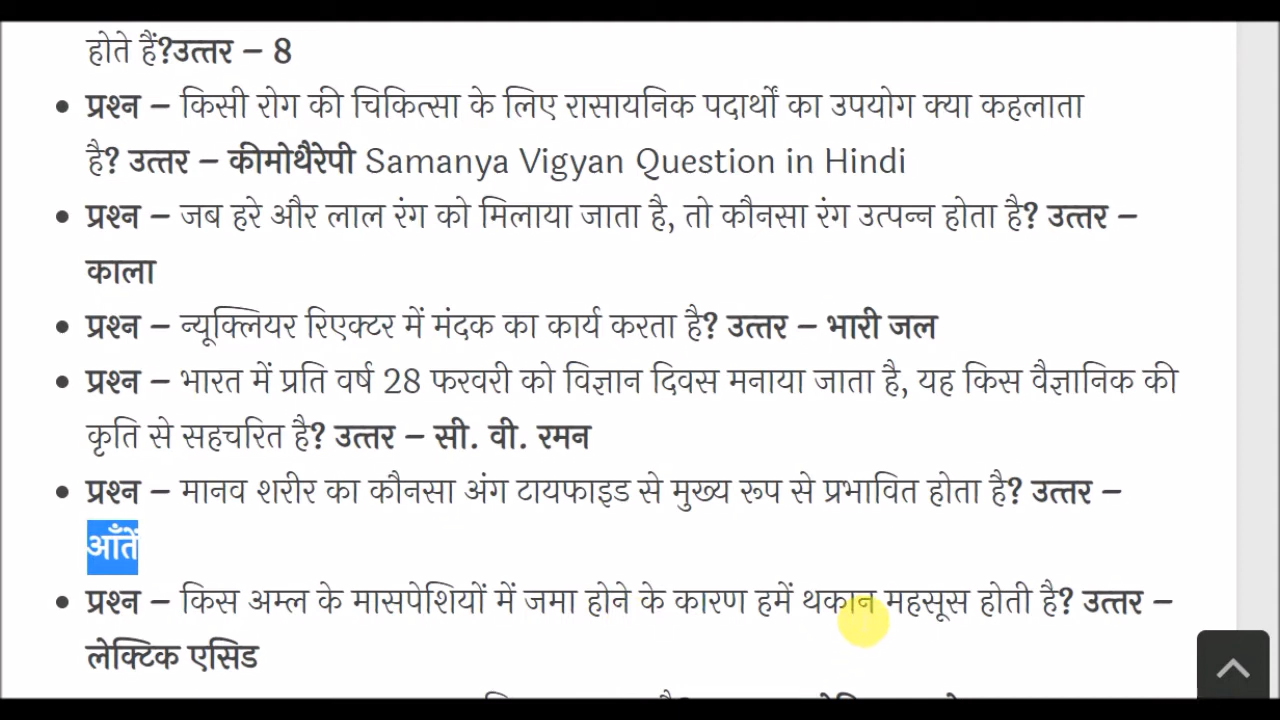 होते हैं?उत्तर – 8
• प्रश्न – किसी रोग की चिकित्सा के लिए रासायनिक पदार्थों का उपयोग क्या कहलाता
है? उत्तर – कीमोथैरेपी Samanya Vigyan Question in Hindi
• प्रश्न – जब हरे और लाल रंग को मिलाया जाता है, तो कौनसा रंग उत्पन्न होता है? उत्तर –
काला
• प्रश्न – न्यूक्लियर रिएक्टर में मंदक का कार्य करता है? उत्तर – भारी जल
• प्रश्न – भारत में प्रति वर्ष 28 फरवरी को विज्ञान दिवस मनाया जाता है, यह किस वैज्ञानिक की
कृति से सहचरित है? उत्तर – सी. वी. रमन
• प्रश्न – मानव शरीर का कौनसा अंग टायफाइड से मुख्य रूप से प्रभावित होता है? उत्तर –
आँतें
• प्रश्न – किस अम्ल के मासपेशियों में जमा होने के कारण हमें थकान महसूस होती है? उत्तर –
लेक्टिक एसिड